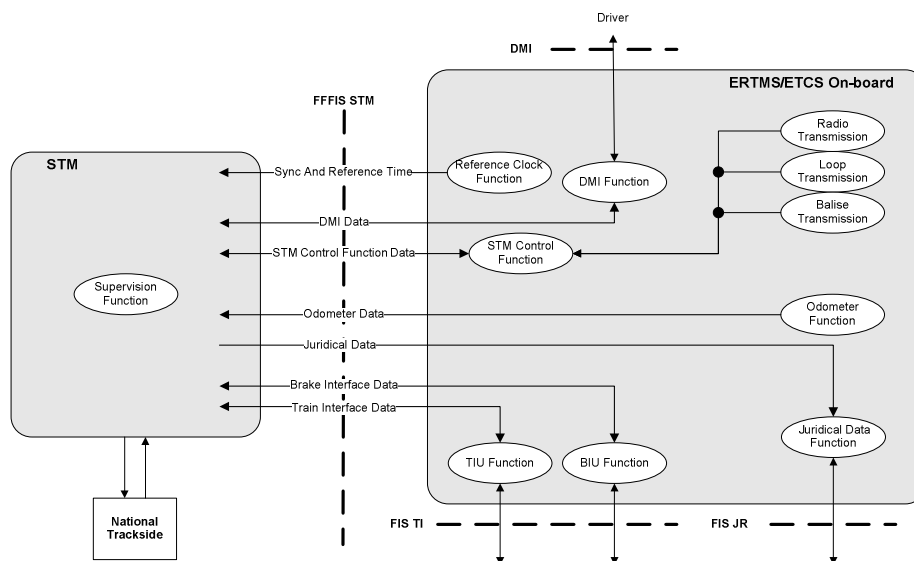 Driver
DMI
ERTMS/ETCS On-board
FFFIS STM
Radio
Transmission
STM
Reference Clock
Function
Loop
Transmission
Sync And Reference Time
DMI Function
Balise
Transmission
DMI Data
STM Control
Function
STM Control Function Data
Supervision
Function
Odometer Data
Odometer
Function
Juridical Data
Brake Interface Data
Train Interface Data
Juridical Data
Function
TIU Function
BIU Function
National
Trackside
FIS TI
FIS JR